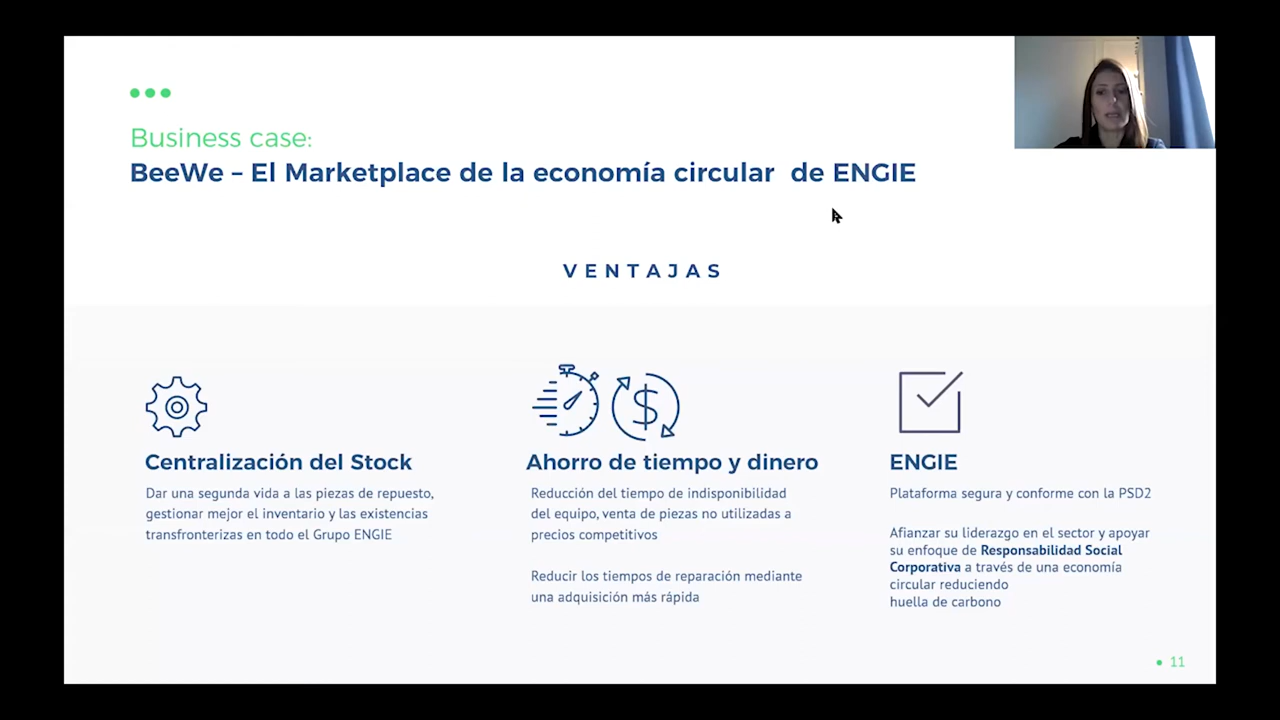 Business case:
BeeWe – El Marketplace de la economía circular de ENGIE
VENTAJAS
Centralización del Stock
Dar una segunda vida a las piezas de repuesto,
gestionar mejor el inventario y las existencias
transfronterizas en todo el Grupo ENGIE
Ahorro de tiempo y dinero
Reducción del tiempo de indisponibilidad
del equipo, venta de piezas no utilizadas a
precios competitivos
Reducir los tiempos de reparación mediante
una adquisición más rápida
ENGIE
Plataforma segura y conforme con la PSD2
Afianzar su liderazgo en el sector y apoyar
su enfoque de Responsabilidad Social
Corporativa a través de una economía
circular reduciendo
huella de carbono
11